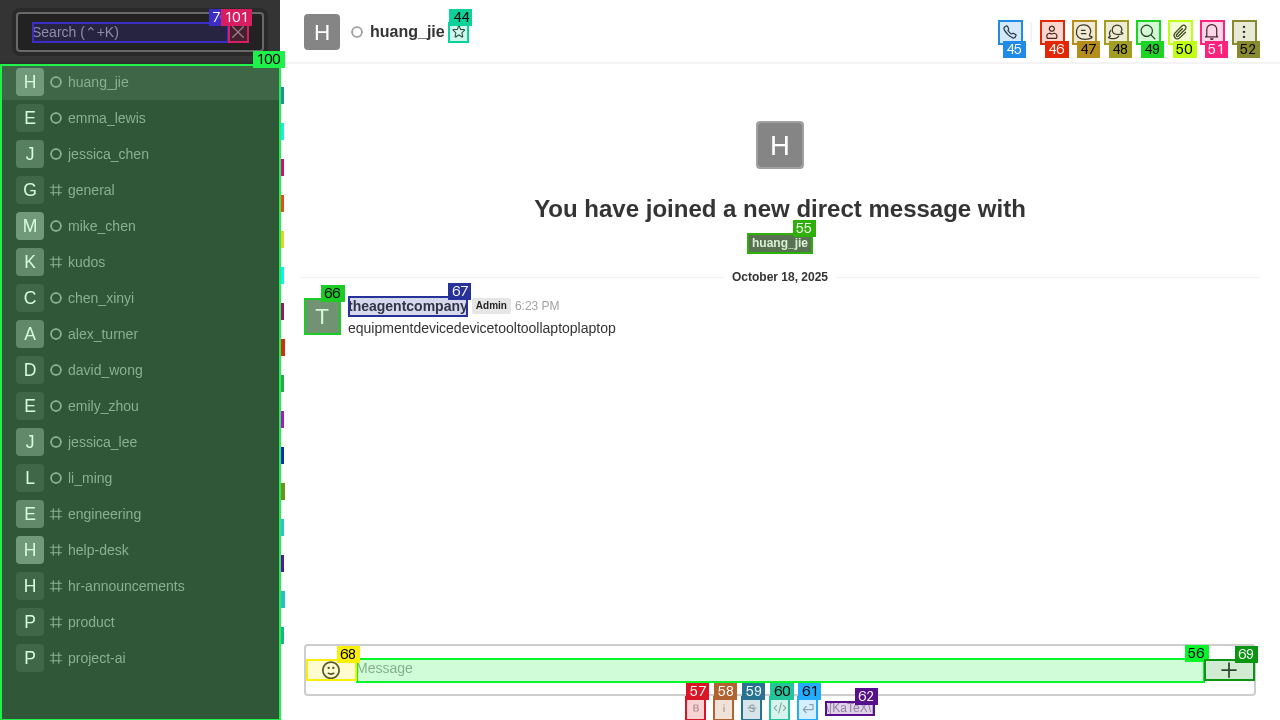 Search (⌃+K)
7
101
100
H huang_jie
E emma_lewis
J jessica_chen
G general
M mike_chen
K kudos
C chen_xinyi
A alex_turner
D david_wong
E emily_zhou
J jessica_lee
L li_ming
E engineering
H help-desk
H hr-announcements
P product
P project-ai
H huang_jie
44
45
46
47
48
49
50
51
52
H
You have joined a new direct message with
55
huang_jie
October 18, 2025
66
67
T
theagentcompany Admin 6:23 PM
equipmentdevicedevicetooltoollaptoplaptop
68
Message
56
69
57
58
59
60
61
62
B
i
S
</>
\(KaTeX\)